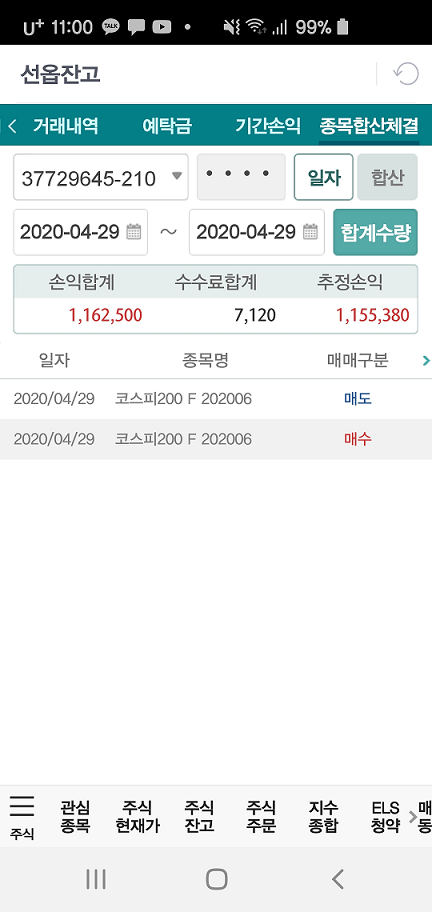 U+ 11:00 TALK 99%
선옵잔고
거래내역 예탁금 기간손익 종목합산체결
37729645-210 • • • • 일자 합산
2020-04-29 ~ 2020-04-29 합계수량
손익합계 수수료합계 추정손익
1,162,500 7,120 1,155,380
일자 종목명 매매구분
2020/04/29 코스피200 F 202006 매도
2020/04/29 코스피200 F 202006 매수
관심 주식 주식 주식 지수 ELS 매
주식 종목 현재가 잔고 주문 종합 청약 동